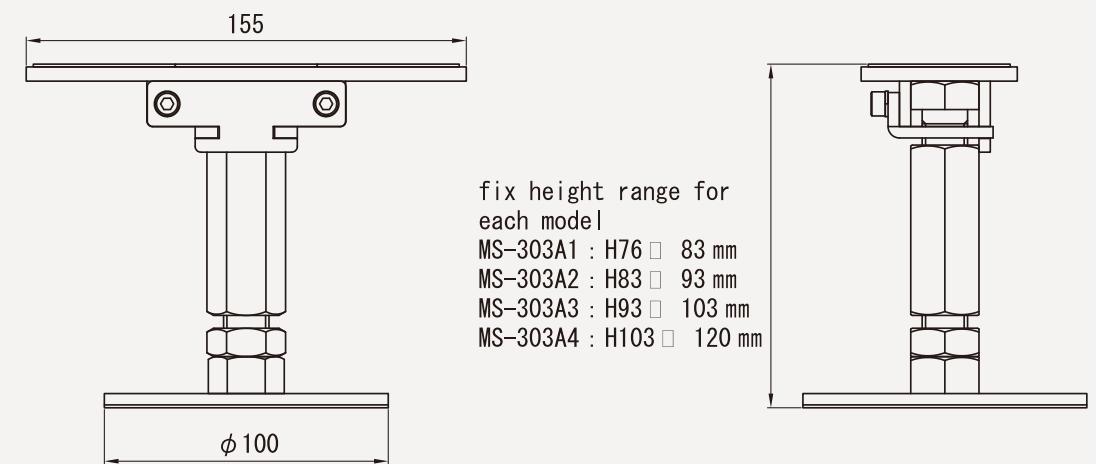 155
fix height range for
each model
MS-303A1 : H76 □ 83 mm
MS-303A2 : H83 □ 93 mm
MS-303A3 : H93 □ 103 mm
MS-303A4 : H103 □ 120 mm
φ100